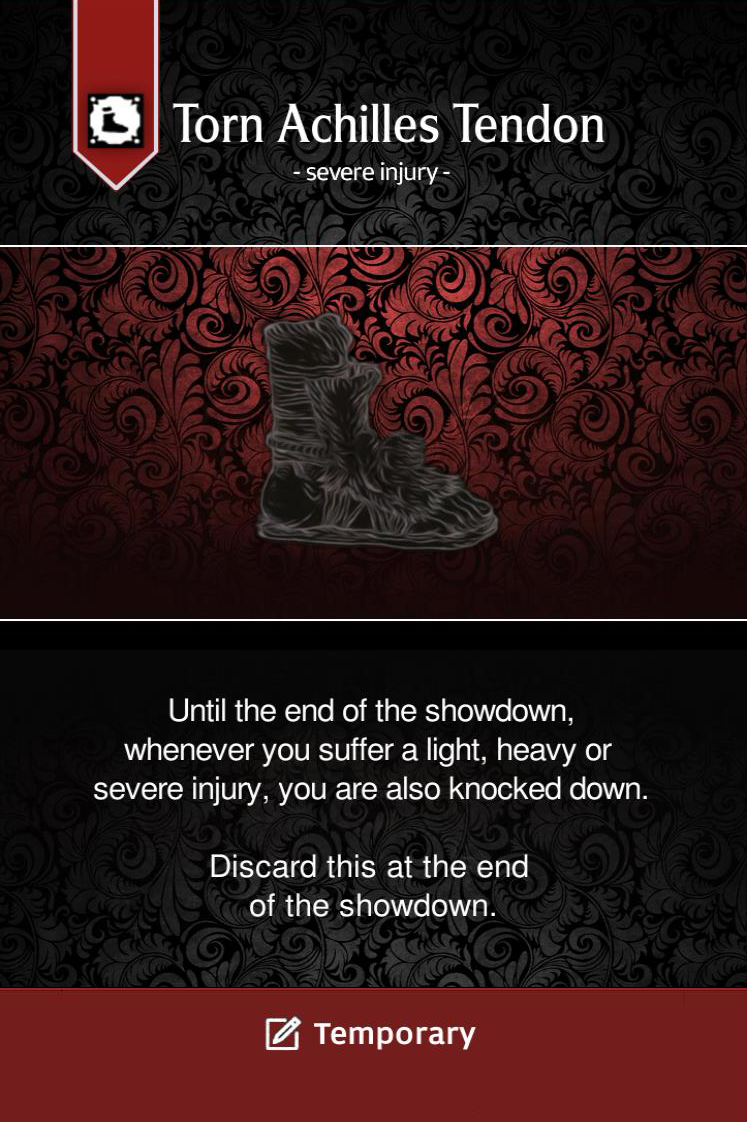 Torn Achilles Tendon
- severe injury -
Until the end of the showdown,
whenever you suffer a light, heavy or
severe injury, you are also knocked down.
Discard this at the end
of the showdown.
Temporary